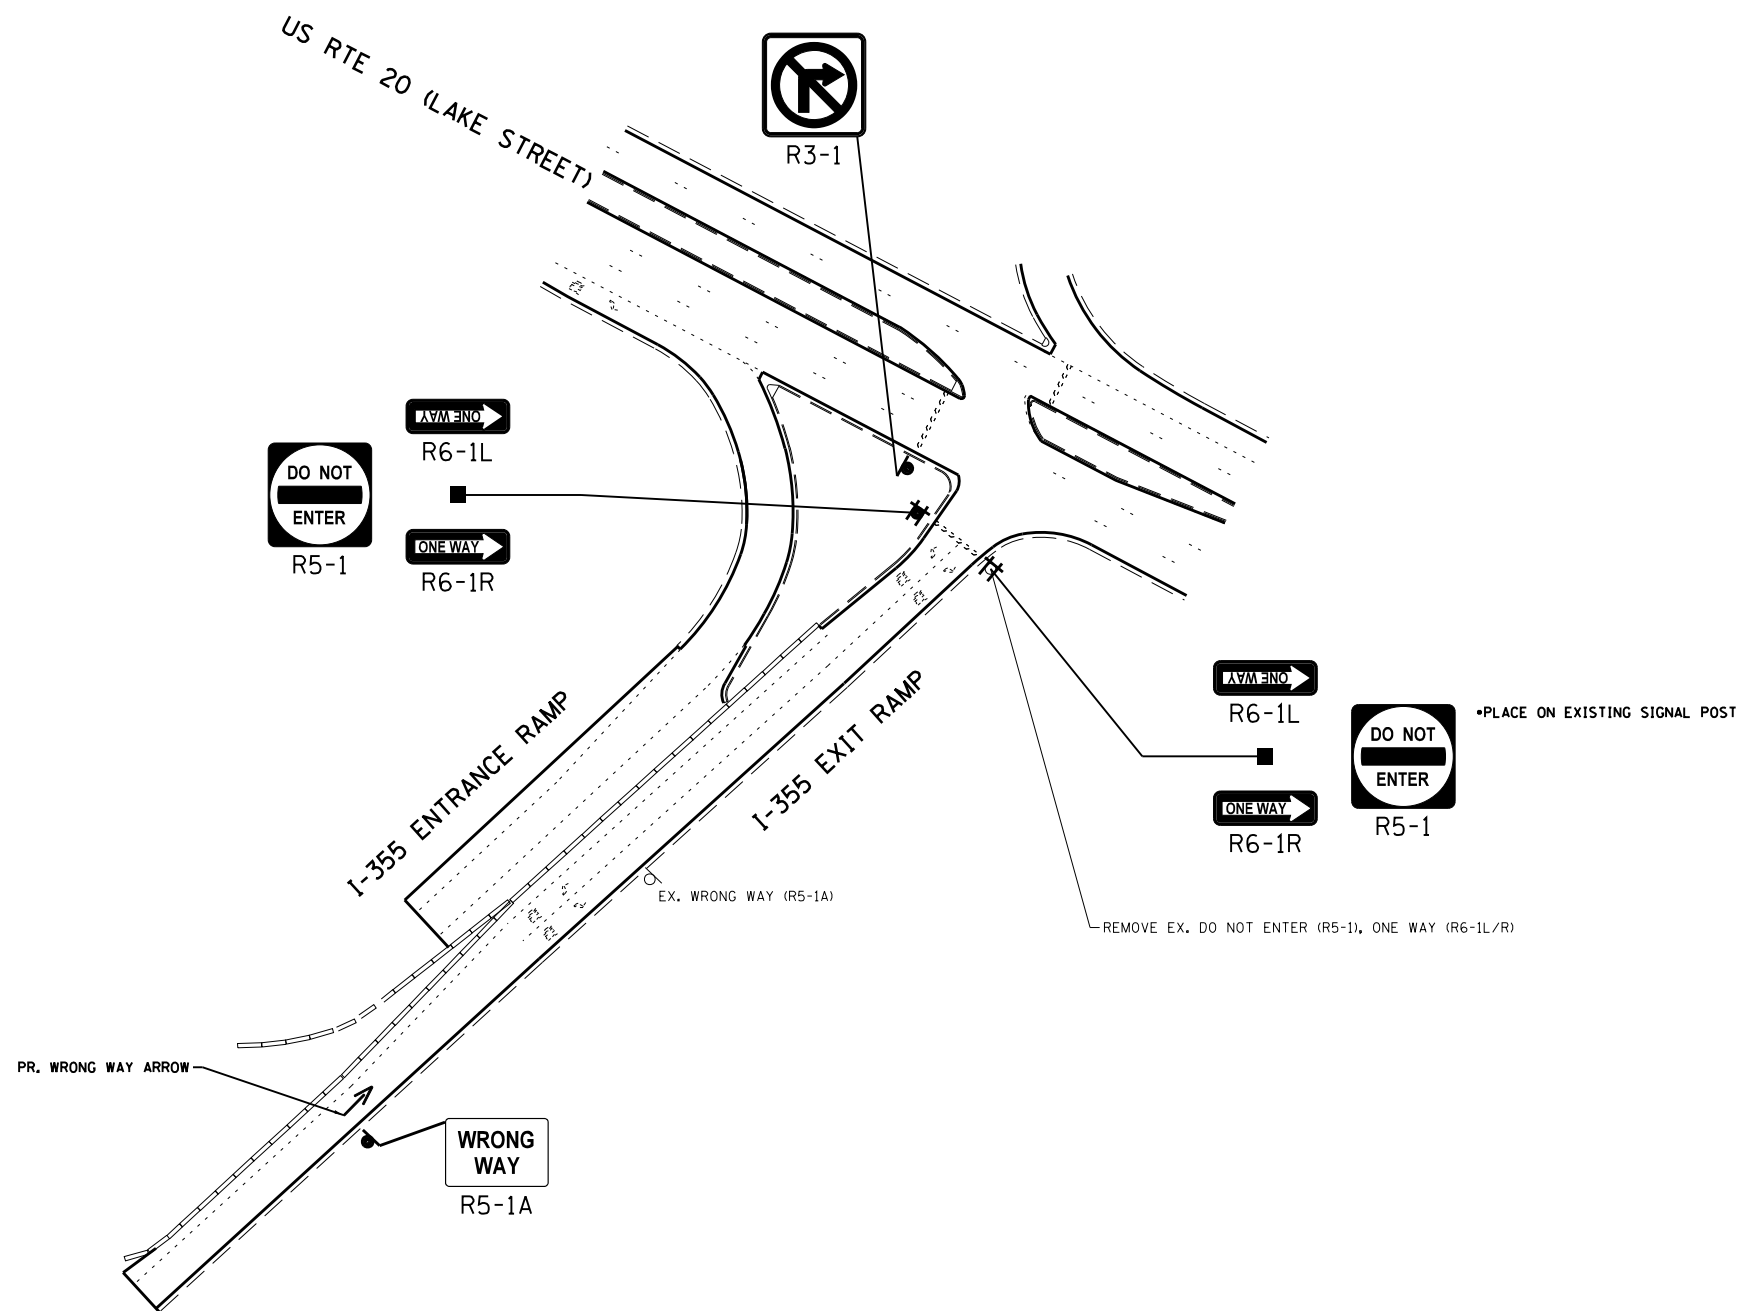 US RTE 20 (LAKE STREET)
R3-1
ONE WAY
R6-1L
DO NOT
ENTER
R5-1
ONE WAY
R6-1R
ONE WAY
R6-1L
ONE WAY
R6-1R
DO NOT
ENTER
R5-1
•PLACE ON EXISTING SIGNAL POST
I-355 ENTRANCE RAMP
I-355 EXIT RAMP
EX. WRONG WAY (R5-1A)
REMOVE EX. DO NOT ENTER (R5-1), ONE WAY (R6-1L/R)
PR. WRONG WAY ARROW
WRONG
WAY
R5-1A